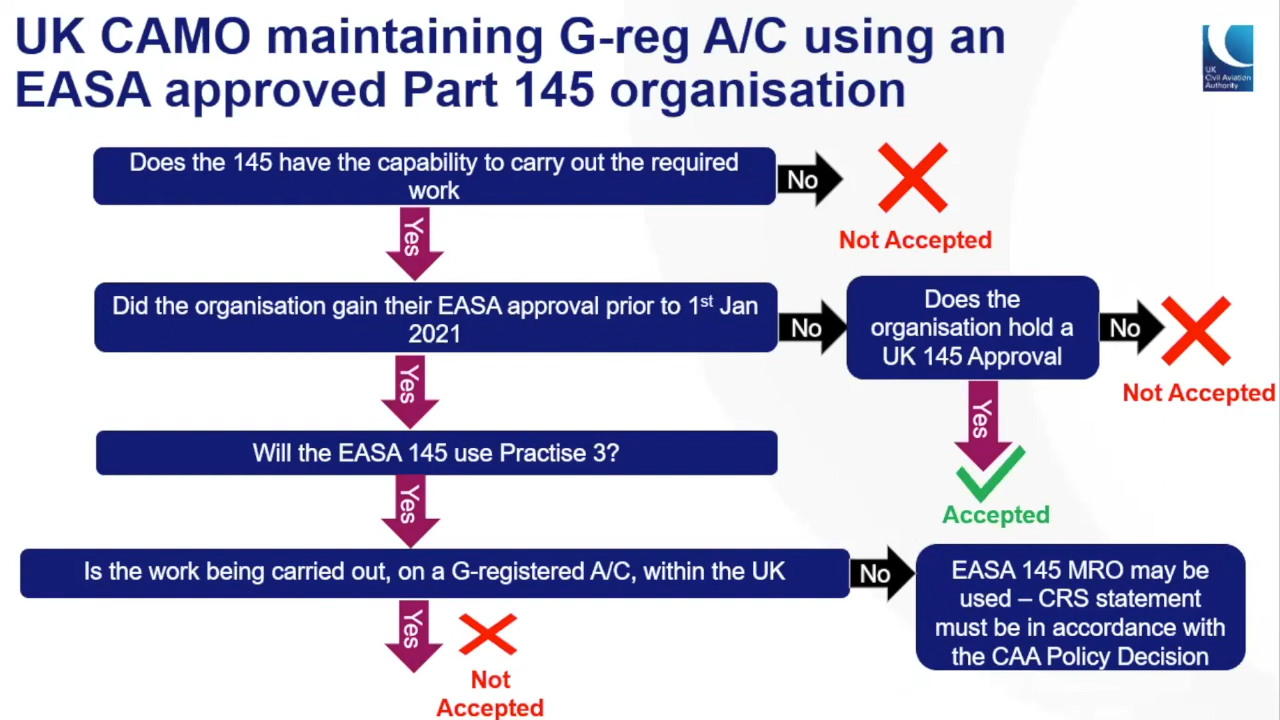 UK CAMO maintaining G-reg A/C using an
EASA approved Part 145 organisation
UK
Civil Aviation
Authority
Does the 145 have the capability to carry out the required
work
No
Not Accepted
Yes
Did the organisation gain their EASA approval prior to 1st Jan
2021
No
Does the
organisation hold a
UK 145 Approval
No
Not Accepted
Yes
Yes
Accepted
Will the EASA 145 use Practise 3?
Yes
Is the work being carried out, on a G-registered A/C, within the UK
No
EASA 145 MRO may be
used – CRS statement
must be in accordance with
the CAA Policy Decision
Yes
Not
Accepted